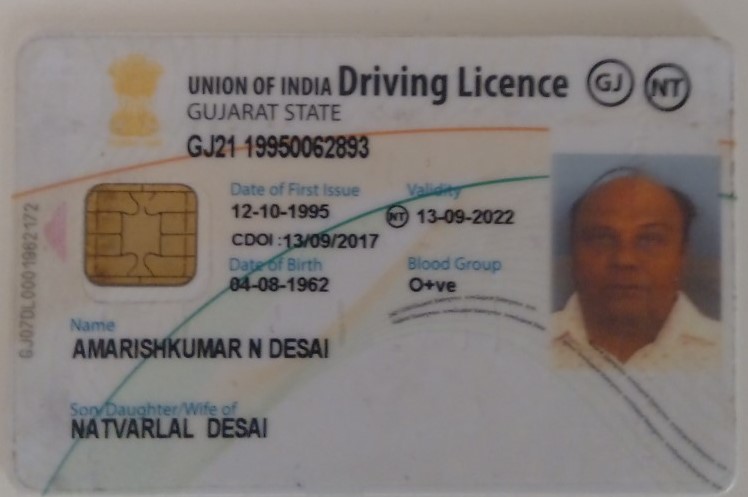 UNION OF INDIA Driving Licence GJ NT
GUJARAT STATE
GJ21 19950062893
Date of First Issue Validity
12-10-1995 NT 13-09-2022
CDOI :13/09/2017
Date of Birth Blood Group
04-08-1962 O+ve
GJ07DL0001962172
Name
AMARISHKUMAR N DESAI
Son/Daughter/Wife of
NATVARLAL DESAI